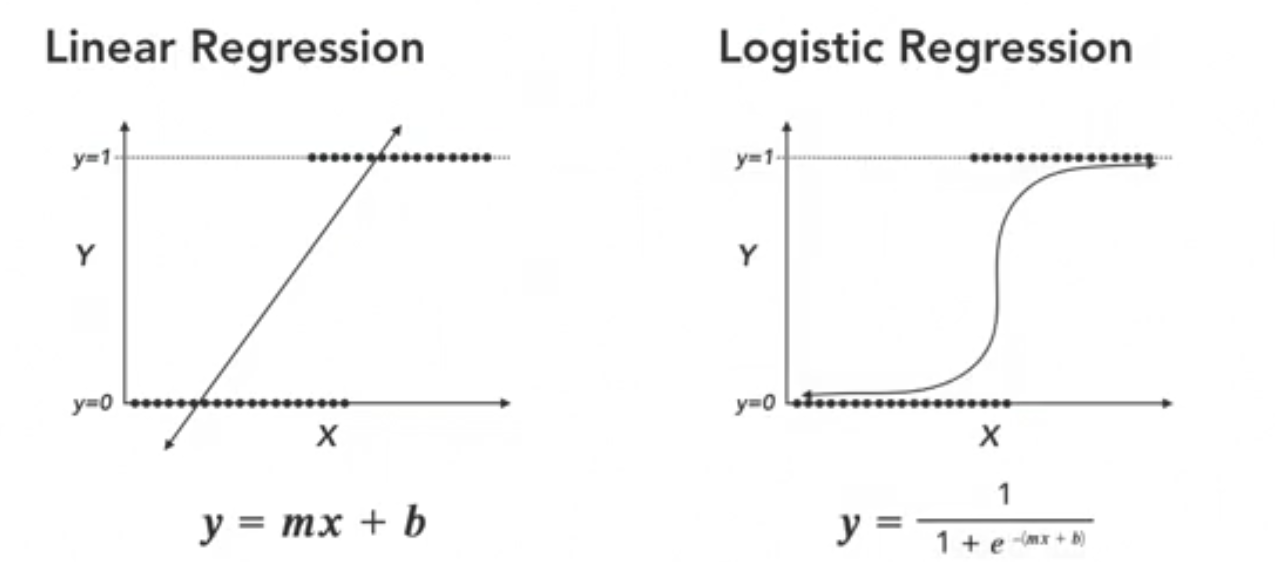 Linear Regression
y=1
Y
y=0
X
y = mx + b
Logistic Regression
y=1
Y
y=0
X
y = 1 / 1 + e -(mx + b)